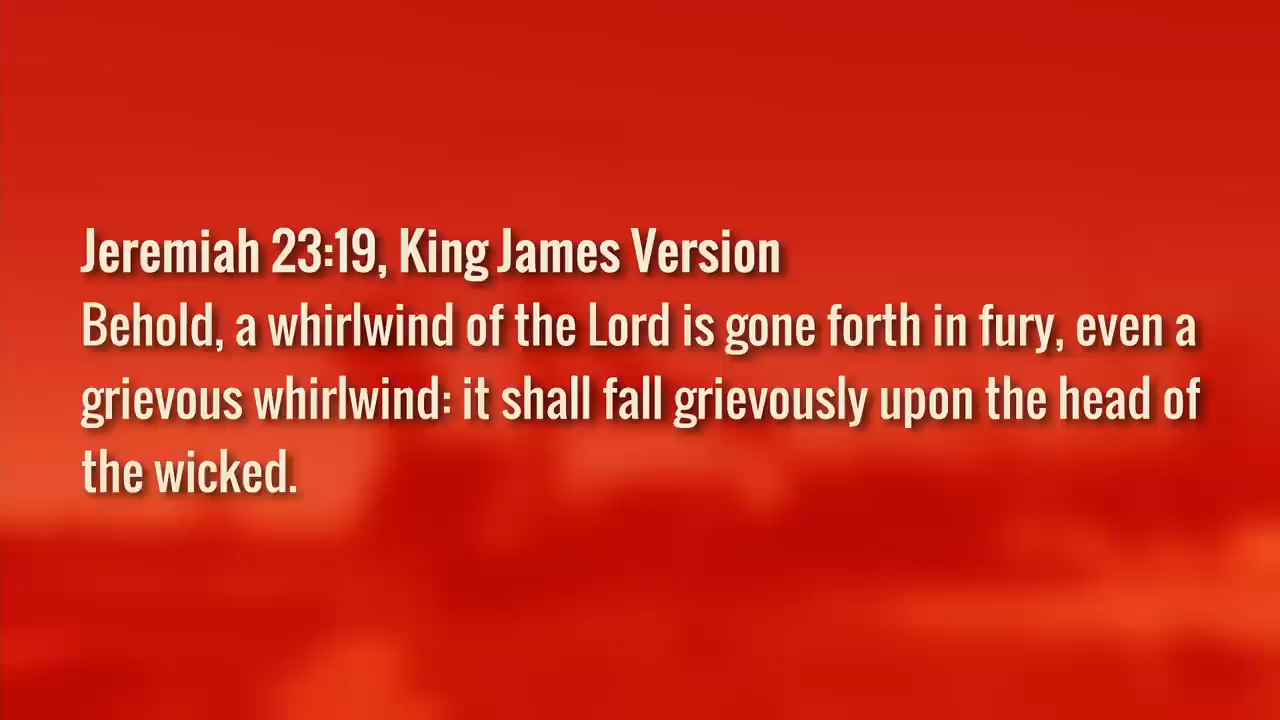 Jeremiah 23:19, King James Version
Behold, a whirlwind of the Lord is gone forth in fury, even a
grievous whirlwind: it shall fall grievously upon the head of
the wicked.